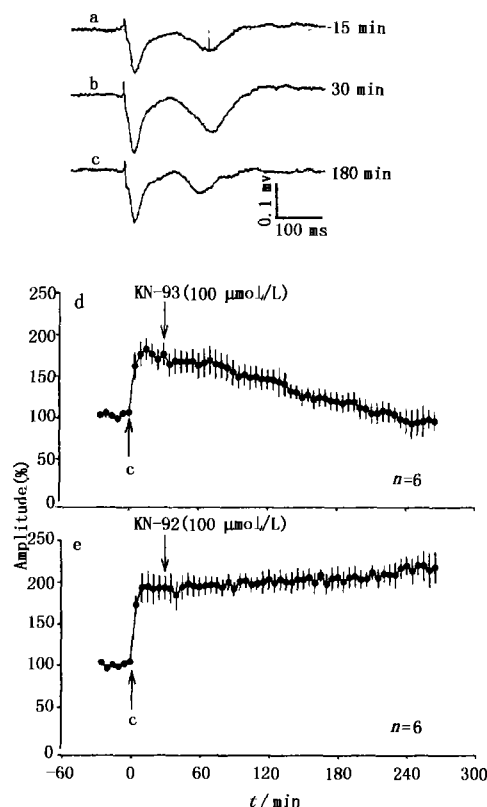 a
-15 min
b
30 min
c
180 min
0.1 mv
100 ms
KN-93(100 μmol/L)
250
d
200
150
100
50
0
c
n=6
Amplitude(%)
KN-92(100 μmol/L)
250
e
200
150
100
50
0
c
n=6
-60 0 60 120 180 240 300
t/min